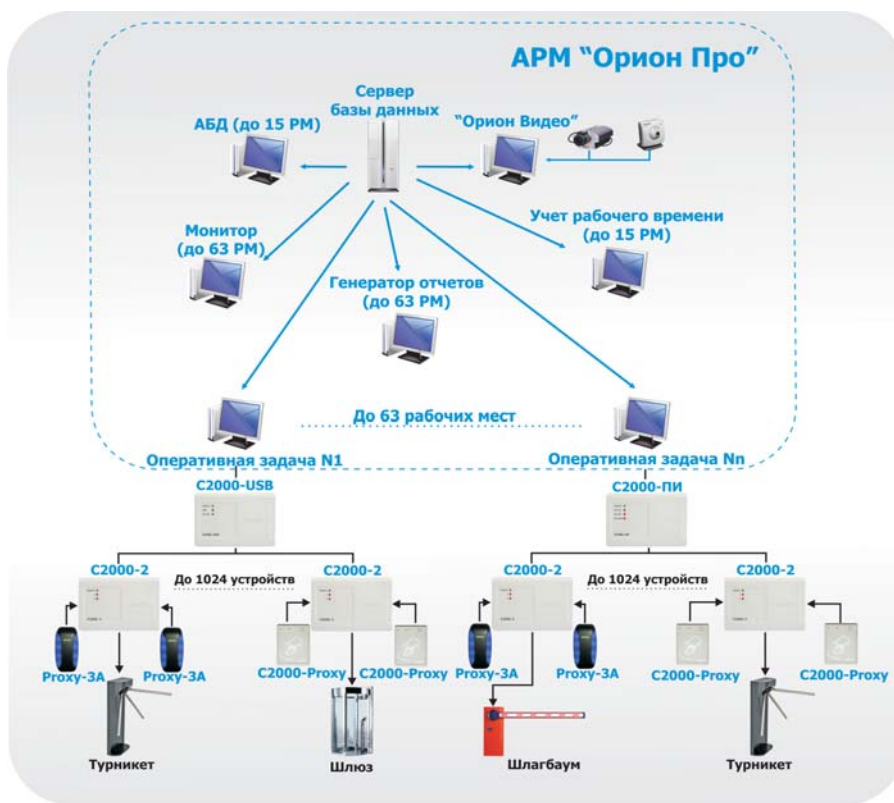 АРМ “Орион Про”
Сервер
базы данных
АБД (до 15 РМ)
“Орион Видео”
Монитор
(до 63 РМ)
Учет рабочего времени
(до 15 РМ)
Генератор отчетов
(до 63 РМ)
До 63 рабочих мест
Оперативная задача N1
Оперативная задача Nn
С2000-USB
С2000-ПИ
С2000-2
До 1024 устройств
С2000-2
С2000-2
До 1024 устройств
С2000-2
Proxy-3A
Proxy-3A
С2000-Proxy
С2000-Proxy
Proxy-3A
Proxy-3A
С2000-Proxy
С2000-Proxy
Турникет
Шлюз
Шлагбаум
Турникет